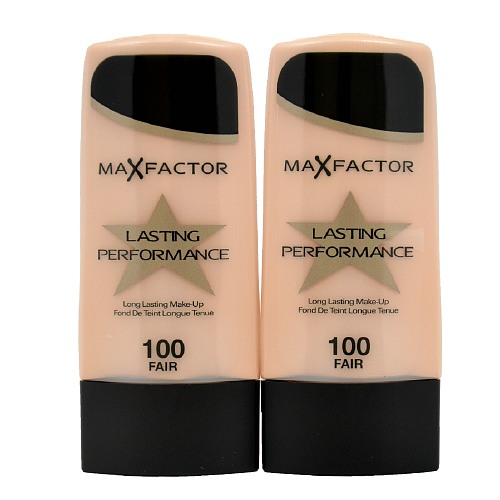 MAXFACTOR
LASTING
PERFORMANCE
Long Lasting Make-Up
Fond De Teint Longue Tenue
100
FAIR
MAXFACTOR
LASTING
PERFORMANCE
Long Lasting Make-Up
Fond De Teint Longue Tenue
100
FAIR